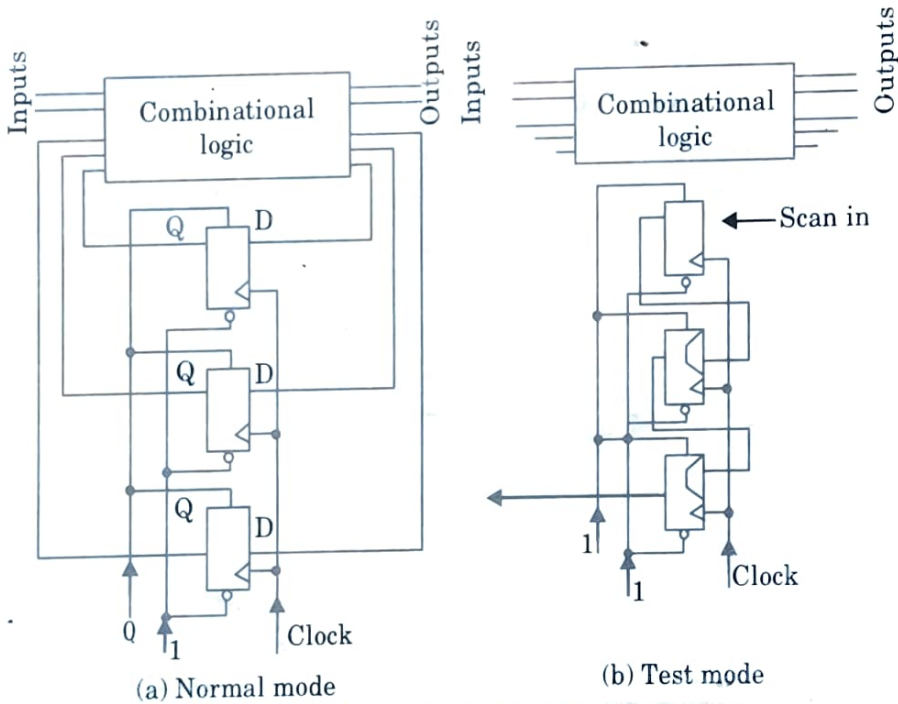 Inputs
Combinational
logic
Outputs
Q
D
Q
D
Q
D
Q
1
Clock
(a) Normal mode
Inputs
Combinational
logic
Outputs
Scan in
1
1
Clock
(b) Test mode